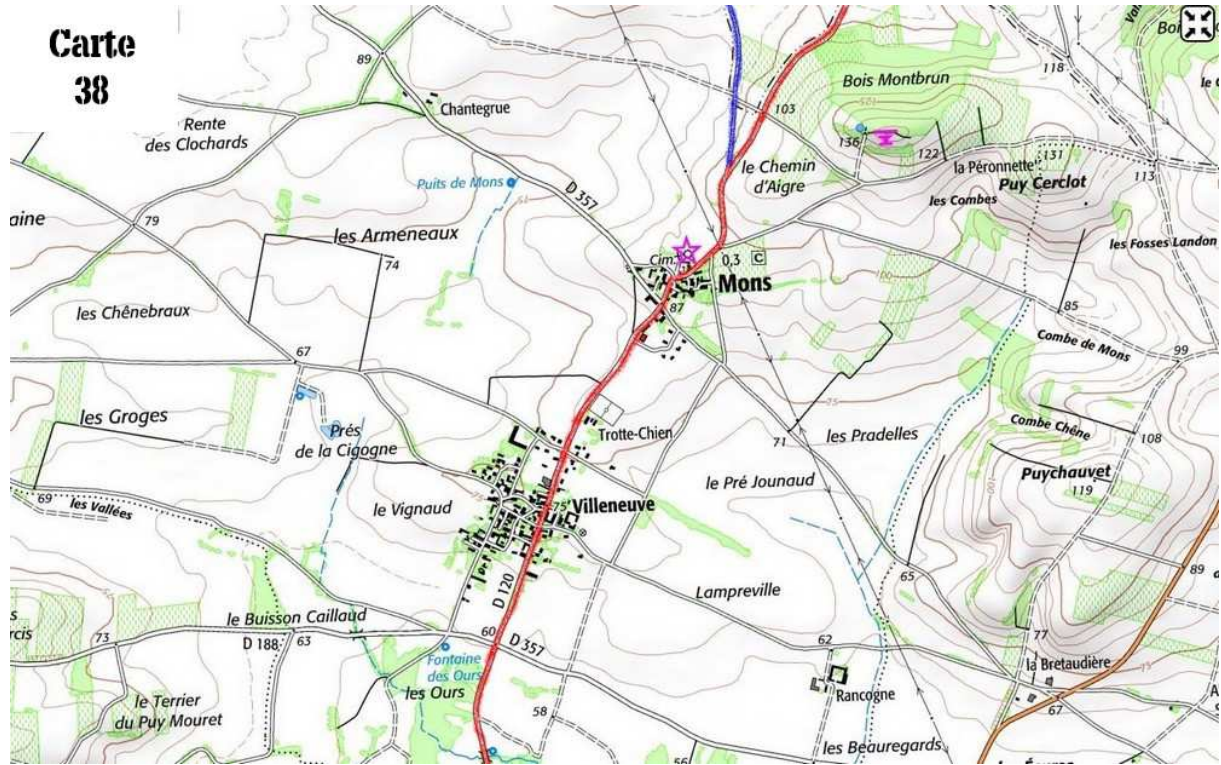 Carte
38
89
Chantegrue
Rente
des Clochards
Puits de Mons
D 357
79
les Armeneaux
74
les Chênebraux
67
les Groges
Prés
de la Cigogne
69
les Vallées
le Vignaud
le Buisson Caillaud
D 188
63
73
le Terrier
du Puy Mouret
Fontaine
des Ours
les Ours
60
D 357
D 120
58
56
Bois Montbrun
103
118
136
122
la Péronnette
131
Puy Cerclot
113
le Chemin
d'Aigre
les Combes
les Fosses Landon
Cim.
0,3
C
Mons
87
100
85
Combe de Mons
99
75
Trotte-Chien
71
les Pradelles
Combe Chêne
108
Puychauvet
119
le Pré Jounaud
75
Villeneuve
Lampreville
65
89
62
77
la Bretaudière
Rancogne
67
les Beauregards